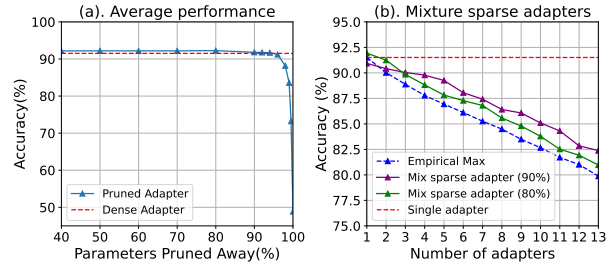 (a). Average performance
100
90
80
70
60
50
40 50 60 70 80 90 100
Accuracy(%)
Parameters Pruned Away(%)
Pruned Adapter
Dense Adapter
(b). Mixture sparse adapters
95.0
92.5
90.0
87.5
85.0
82.5
80.0
77.5
75.0
1 2 3 4 5 6 7 8 9 10 11 12 13
Accuracy (%)
Number of adapters
Empirical Max
Mix sparse adapter (90%)
Mix sparse adapter (80%)
Single adapter